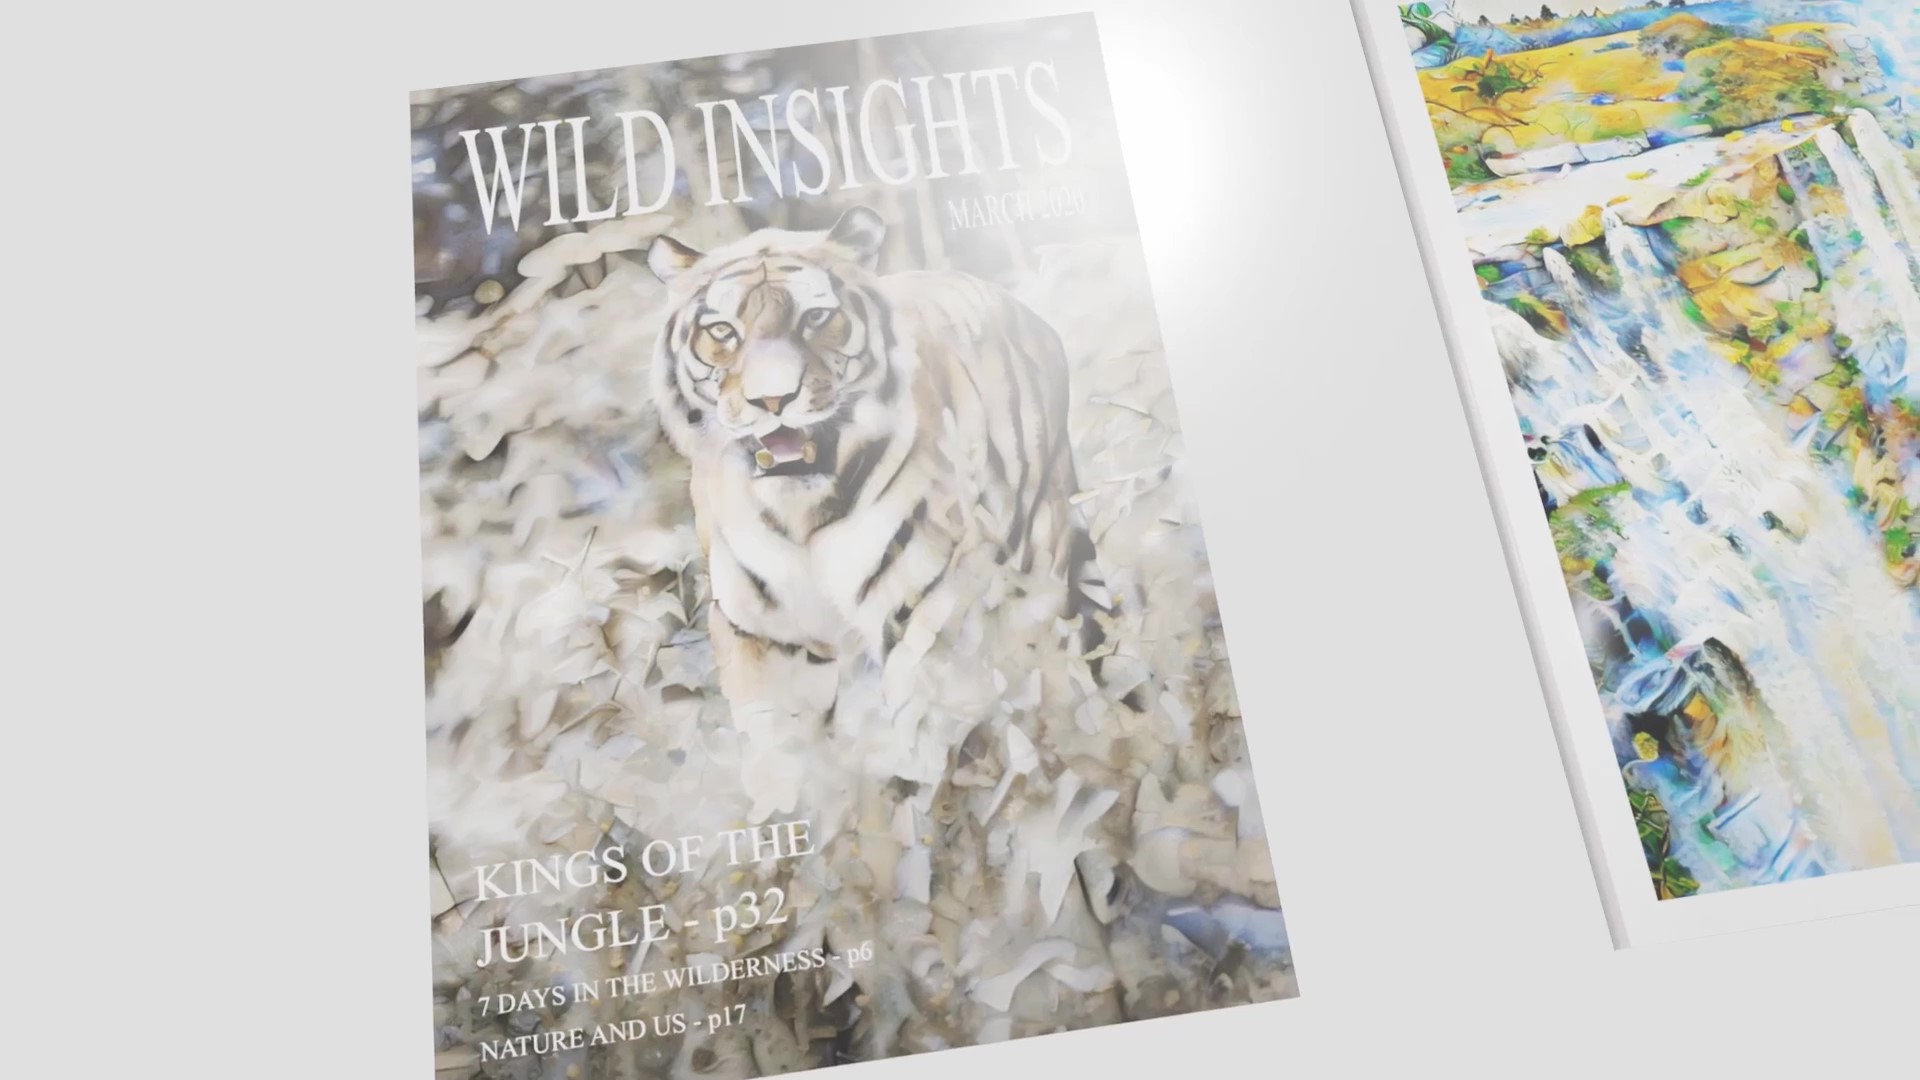 WILD INSIGHTS
MARCH 2020
KINGS OF THE
JUNGLE - p32
7 DAYS IN THE WILDERNESS - p6
NATURE AND US - p17